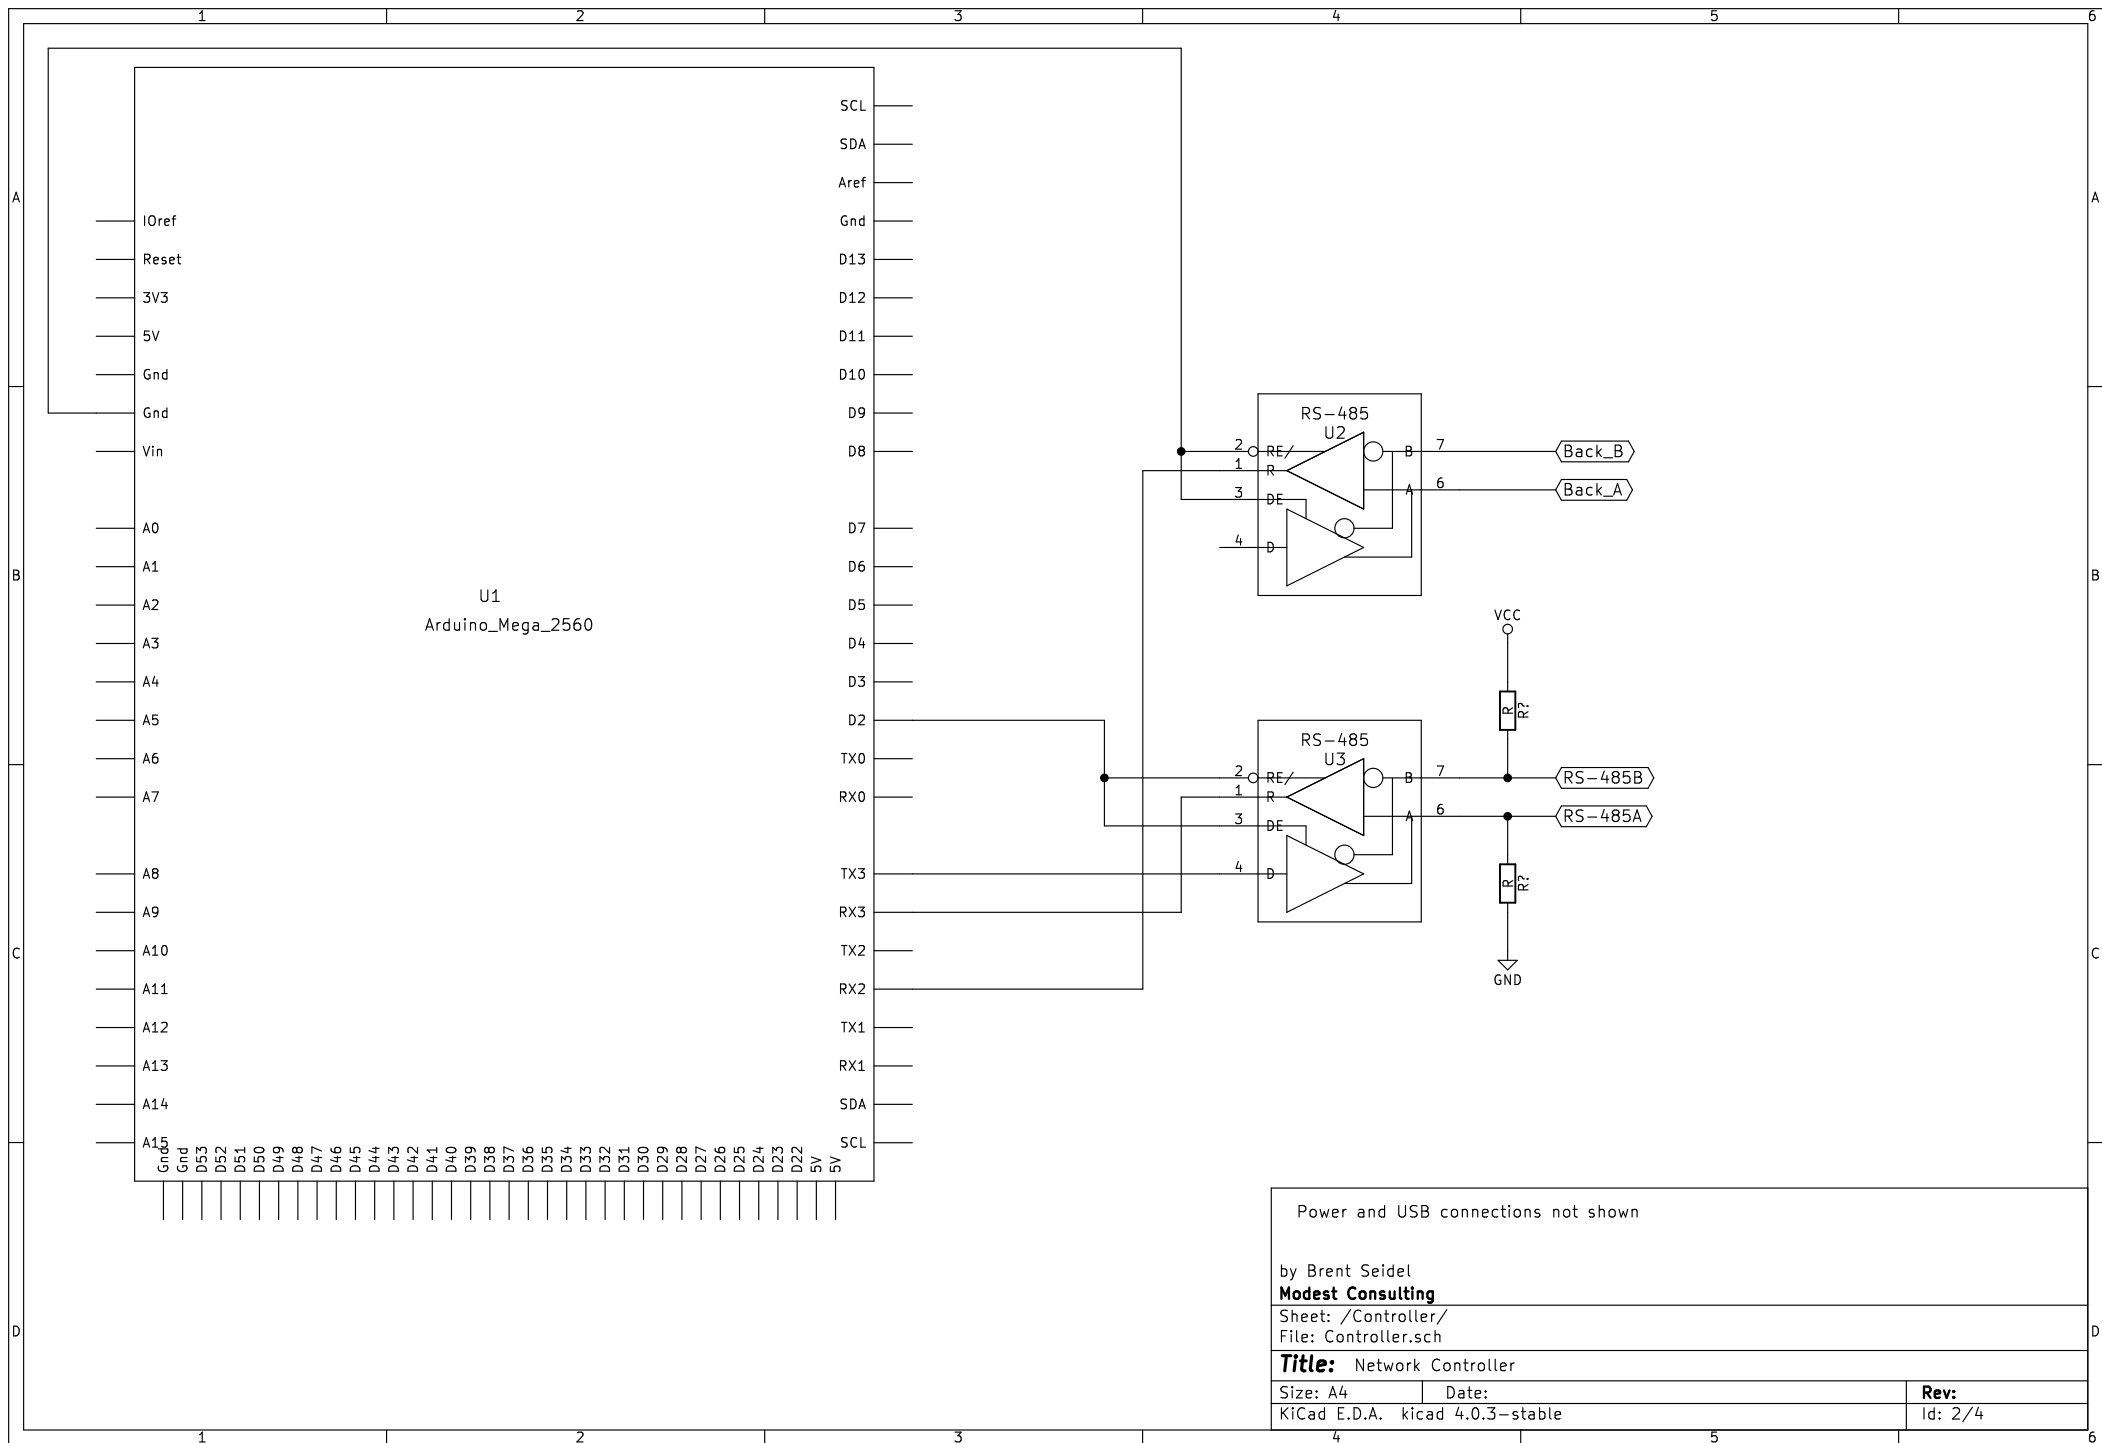 1 2 3 4 5 6
A
B
C
D
A
B
C
D
IOref
Reset
3V3
5V
Gnd
Gnd
Vin
A0
A1
A2
A3
A4
A5
A6
A7
A8
A9
A10
A11
A12
A13
A14
A15
U1
Arduino_Mega_2560
SCL
SDA
Aref
Gnd
D13
D12
D11
D10
D9
D8
D7
D6
D5
D4
D3
D2
TX0
RX0
TX3
RX3
TX2
RX2
TX1
RX1
SDA
SCL
Gnd
Gnd
D53
D52
D51
D50
D49
D48
D47
D46
D45
D44
D43
D42
D41
D40
D39
D38
D37
D36
D35
D34
D33
D32
D31
D30
D29
D28
D27
D26
D25
D24
D23
D22
5V
5V
RS-485
U2
2 RE/ B 7
1 R
A 6
3 DE
4 D
Back_B
Back_A
VCC
R
R?
RS-485
U3
2 RE/ B 7
1 R
A 6
3 DE
4 D
RS-485B
RS-485A
R
R?
GND
Power and USB connections not shown
by Brent Seidel
Modest Consulting
Sheet: /Controller/
File: Controller.sch
Title: Network Controller
Size: A4 Date: Rev:
KiCad E.D.A. kicad 4.0.3-stable Id: 2/4
1 2 3 4 5 6